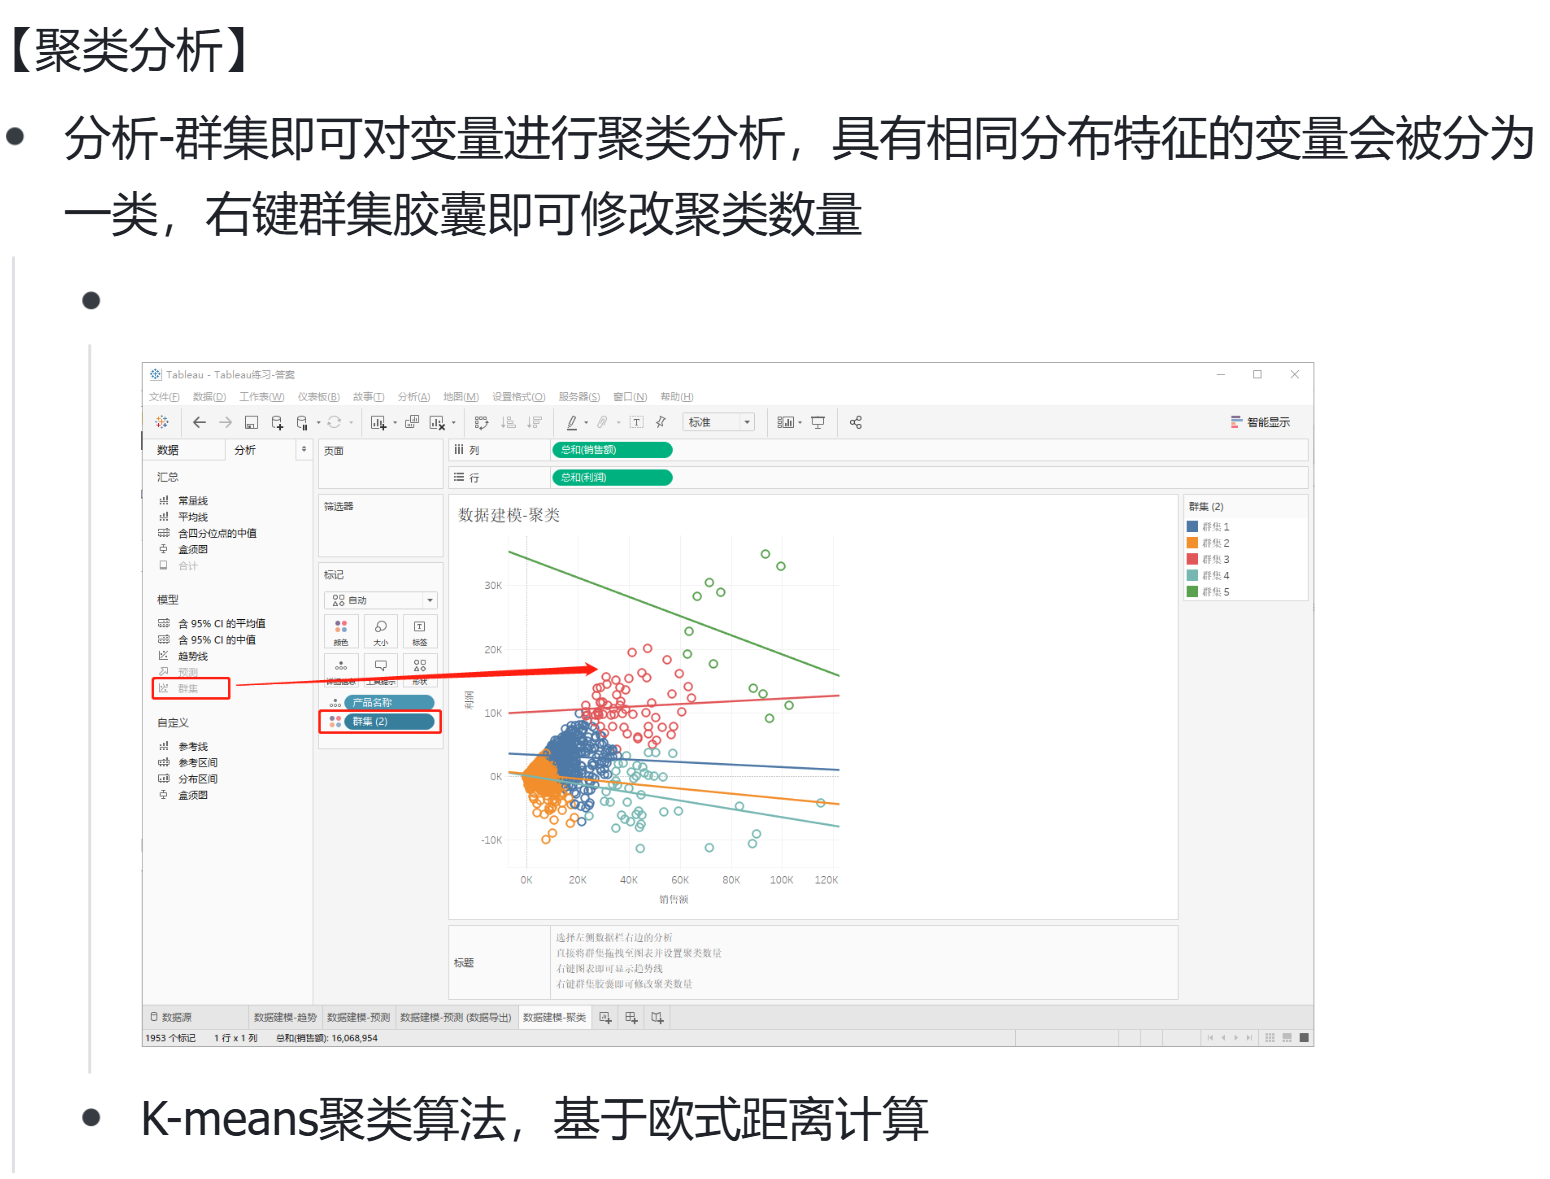 【聚类分析】
分析-群集即可对变量进行聚类分析，具有相同分布特征的变量会被分为
一类，右键群集胶囊即可修改聚类数量
Tableau - Tableau练习-答案
文件(F) 数据(D) 工作表(W) 仪表板(B) 故事(T) 分析(A) 地图(M) 设置格式(O) 服务器(S) 窗口(N) 帮助(H)
标准
智能显示
数据 分析
汇总
常量线
平均线
含四分位点的中值
盒须图
合计
模型
含 95% CI 的平均值
含 95% CI 的中值
趋势线
预测
群集
自定义
参考线
参考区间
分布区间
盒须图
页面
筛选器
标记
自动
颜色 大小 标签
详细信息 工具提示 形状
产品名称
群集 (2)
列 总和(销售额)
行 总和(利润)
数据建模-聚类
30K
20K
10K
0K
-10K
利润
0K 20K 40K 60K 80K 100K 120K
销售额
群集 (2)
群集 1
群集 2
群集 3
群集 4
群集 5
标题
选择左侧数据栏右边的分析
直接将群集拖拽至图表并设置聚类数量
右键图表即可显示趋势线
右键群集胶囊即可修改聚类数量
数据源 数据建模-趋势 数据建模-预测 数据建模-预测 (数据导出) 数据建模-聚类
1953 个标记 1 行 x 1 列 总和(销售额): 16,068,954
K-means聚类算法，基于欧式距离计算